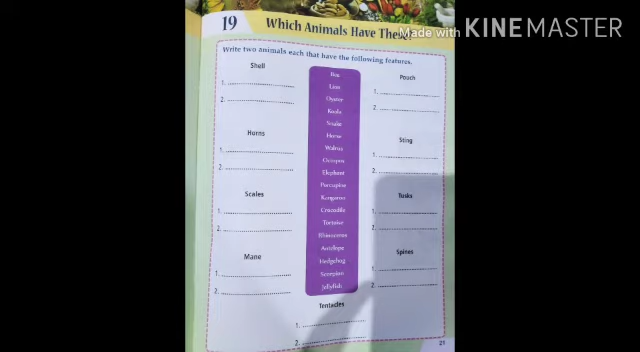 19
Which Animals Have These?
Made with KINEMASTER
Write two animals each that have the following features.
Shell
1.
2.
Horns
1.
2.
Scales
1.
2.
Mane
1.
2.
Bee
Lion
Oyster
Koala
Snake
Horse
Walrus
Octopus
Elephant
Porcupine
Kangaroo
Crocodile
Tortoise
Rhinoceros
Antelope
Hedgehog
Scorpion
Jellyfish
Pouch
1.
2.
Sting
1.
2.
Tusks
1.
2.
Spines
1.
2.
Tentacles
1.
2.
21